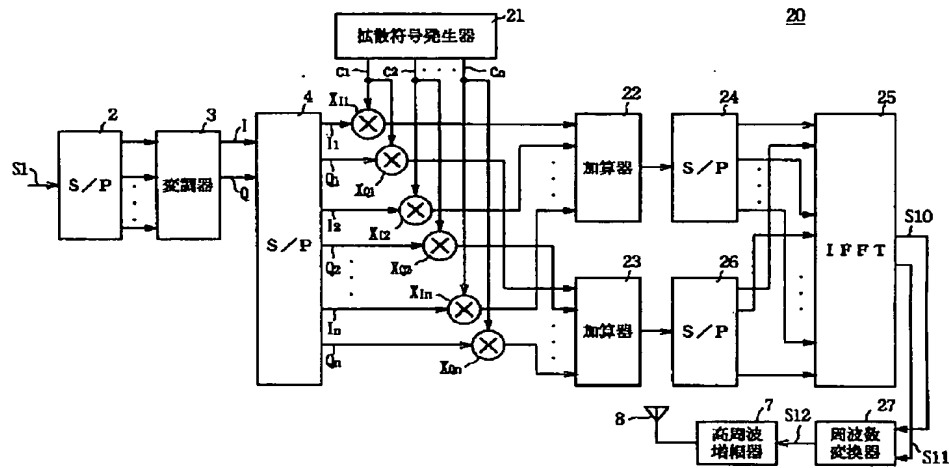 20
拡散符号発生器
21
C1
C2
・・・・
Cn
2
S1
S/P
3
変調器
I
Q
4
S/P
I1
Q1
I2
Q2
In
Qn
XI1
XQ1
XI2
XQ2
XIn
XQn
22
加算器
23
加算器
24
S/P
26
S/P
25
IFFT
S10
S11
27
周波数
変換器
S12
7
高周波
増幅器
8